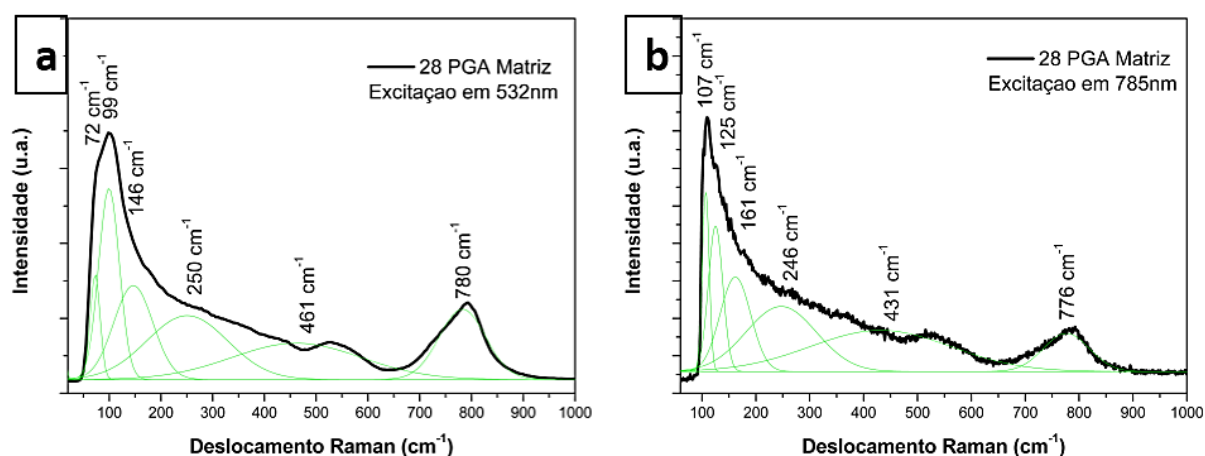 a
28 PGA Matriz
Excitaçao em 532nm
72 cm⁻¹
99 cm⁻¹
146 cm⁻¹
250 cm⁻¹
461 cm⁻¹
780 cm⁻¹
Intensidade (u.a.)
100 200 300 400 500 600 700 800 900 1000
Deslocamento Raman (cm⁻¹)
b
28 PGA Matriz
Excitaçao em 785nm
107 cm⁻¹
125 cm⁻¹
161 cm⁻¹
246 cm⁻¹
431 cm⁻¹
776 cm⁻¹
Intensidade (u.a.)
100 200 300 400 500 600 700 800 900 1000
Deslocamento Raman (cm⁻¹)